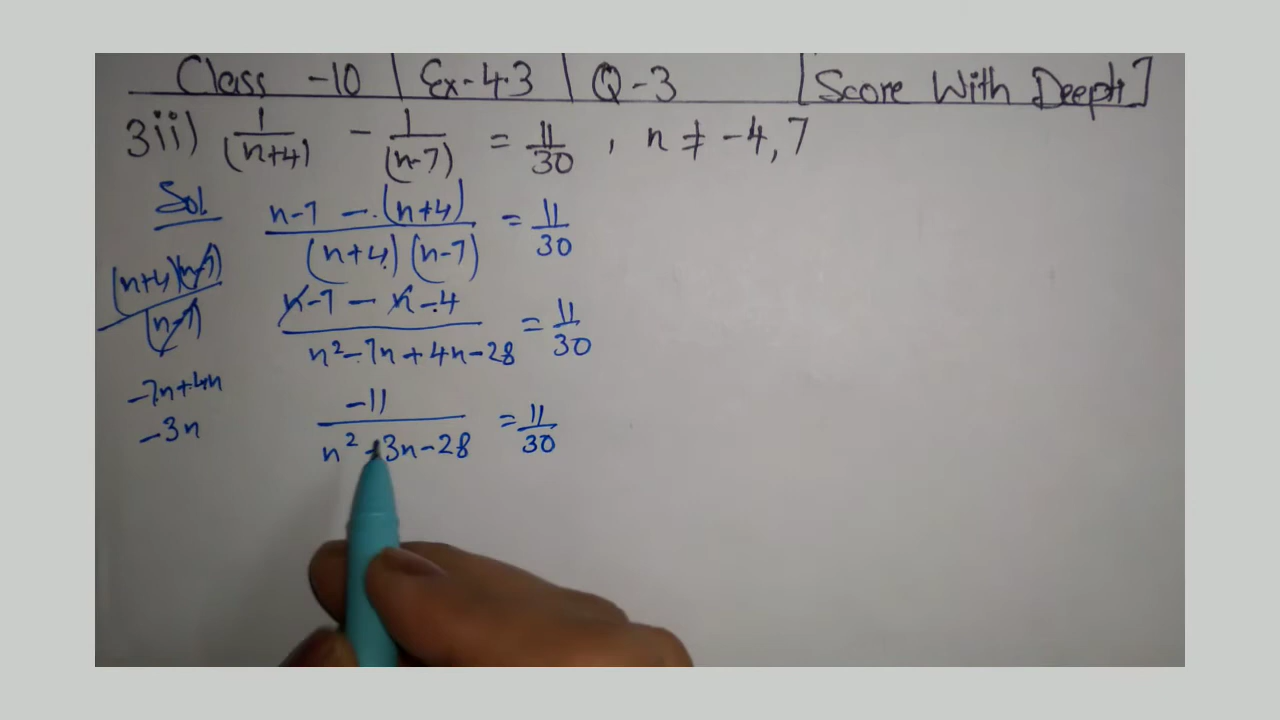 Class -10 | Ex-4.3 | Q-3 [Score With Deepti]
3ii) 1/(n+4) - 1/(n-7) = 11/30 , n ≠ -4, 7
Sol
(n-7 - (n+4))/((n+4)(n-7)) = 11/30
(n+4)(n-7)/(n-7)
(n-7 - n-4)/(n²-7n+4n-28) = 11/30
-7n+4n
-3n
-11/(n²-3n-28) = 11/30